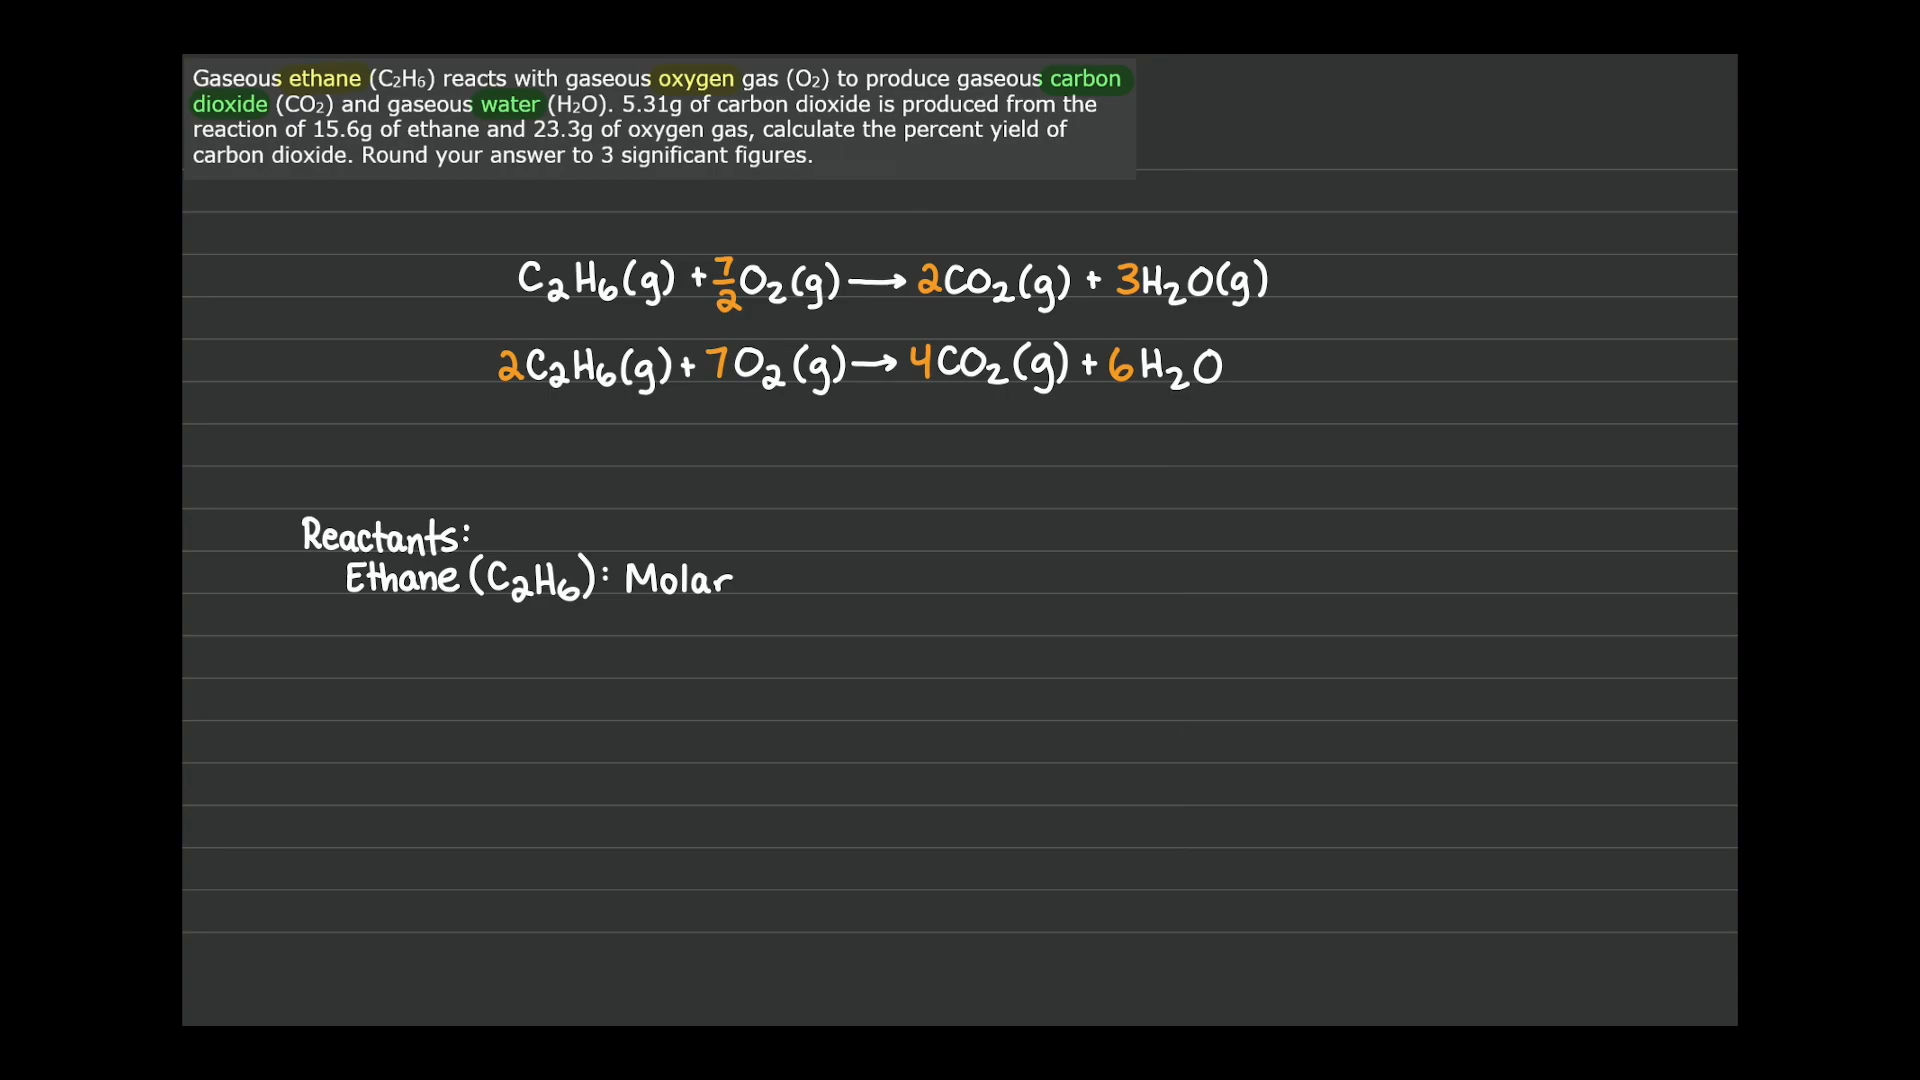 Gaseous ethane (C₂H₆) reacts with gaseous oxygen gas (O₂) to produce gaseous carbon
dioxide (CO₂) and gaseous water (H₂O). 5.31g of carbon dioxide is produced from the
reaction of 15.6g of ethane and 23.3g of oxygen gas, calculate the percent yield of
carbon dioxide. Round your answer to 3 significant figures.
C₂H₆(g) + 7/2O₂(g) → 2CO₂(g) + 3H₂O(g)
2C₂H₆(g) + 7O₂(g) → 4CO₂(g) + 6H₂O
Reactants:
Ethane (C₂H₆): Molar